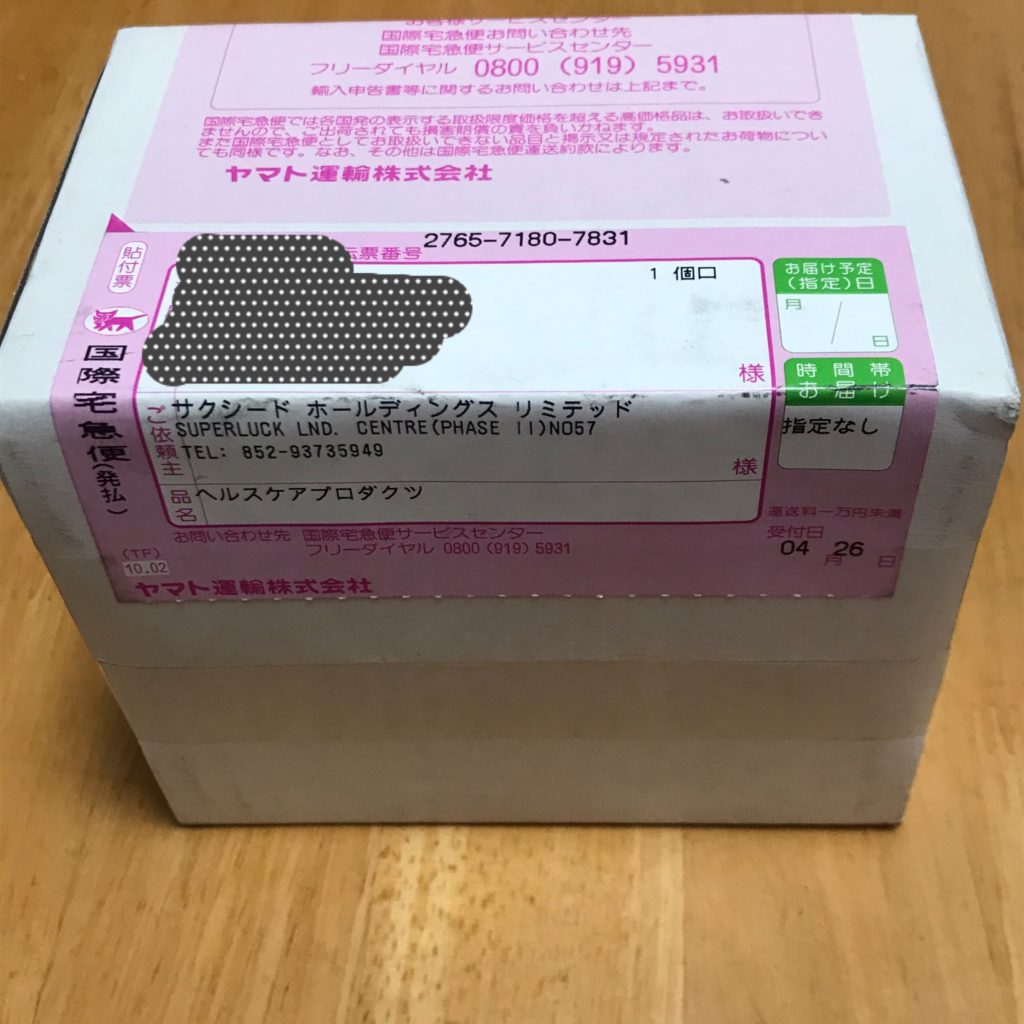 お客様サービスセンター
国際宅急便お問い合わせ先
国際宅急便サービスセンター
フリーダイヤル 0800 (919) 5931
輸入申告書等に関するお問い合わせは上記まで。
国際宅急便では各国発の表示する取扱限度価格を超える高価格品は、お取扱いでき
ませんので、ご出荷されても損害賠償の責を負いかねます。
また国際宅急便としてお取扱いできない品目と掲示又は規定されたお荷物につい
ても同様です。なお、その他は国際宅急便運送約款によります。
ヤマト運輸株式会社
貼付票
国際宅急便(発払)
伝票番号 2765-7180-7831
1 個口
様
お届け予定
(指定)日
月 / 日
時間帯
お届け
指定なし
ご依頼主
サクシード ホールディングス リミテッド
SUPERLUCK LND. CENTRE(PHASE II)NO57
TEL: 852-93735949
様
品名
ヘルスケアプロダクツ
お問い合わせ先 国際宅急便サービスセンター
フリーダイヤル 0800 (919) 5931
運送料一万円未満
受付日
04月 26日
(TF)
10.02
ヤマト運輸株式会社